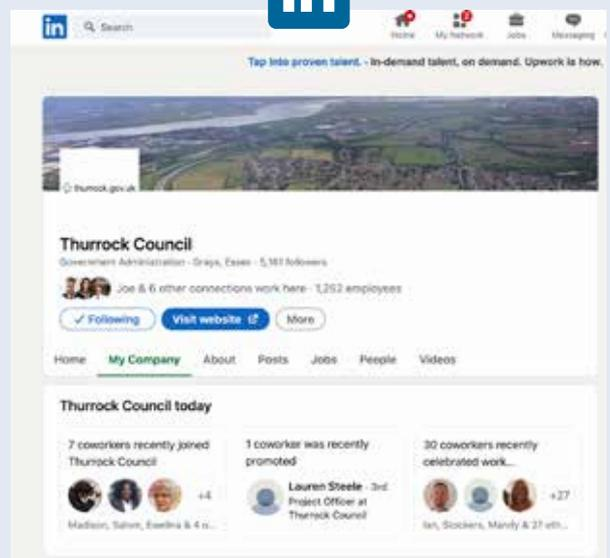 in
in
Search
Home
My Network
Jobs
Messaging
Tap into proven talent. - In-demand talent, on demand. Upwork is how.
thurrock.gov.uk
Thurrock Council
Government Administration · Grays, Essex · 5,161 followers
Joe & 6 other connections work here · 1,252 employees
✓ Following
Visit website
More
Home
My Company
About
Posts
Jobs
People
Videos
Thurrock Council today
7 coworkers recently joined
Thurrock Council
+4
Madison, Salum, Ewelina & 4 o...
1 coworker was recently
promoted
Lauren Steele · 3rd
Project Officer at
Thurrock Council
30 coworkers recently
celebrated work...
+27
Ian, Stockers, Mandy & 27 oth...